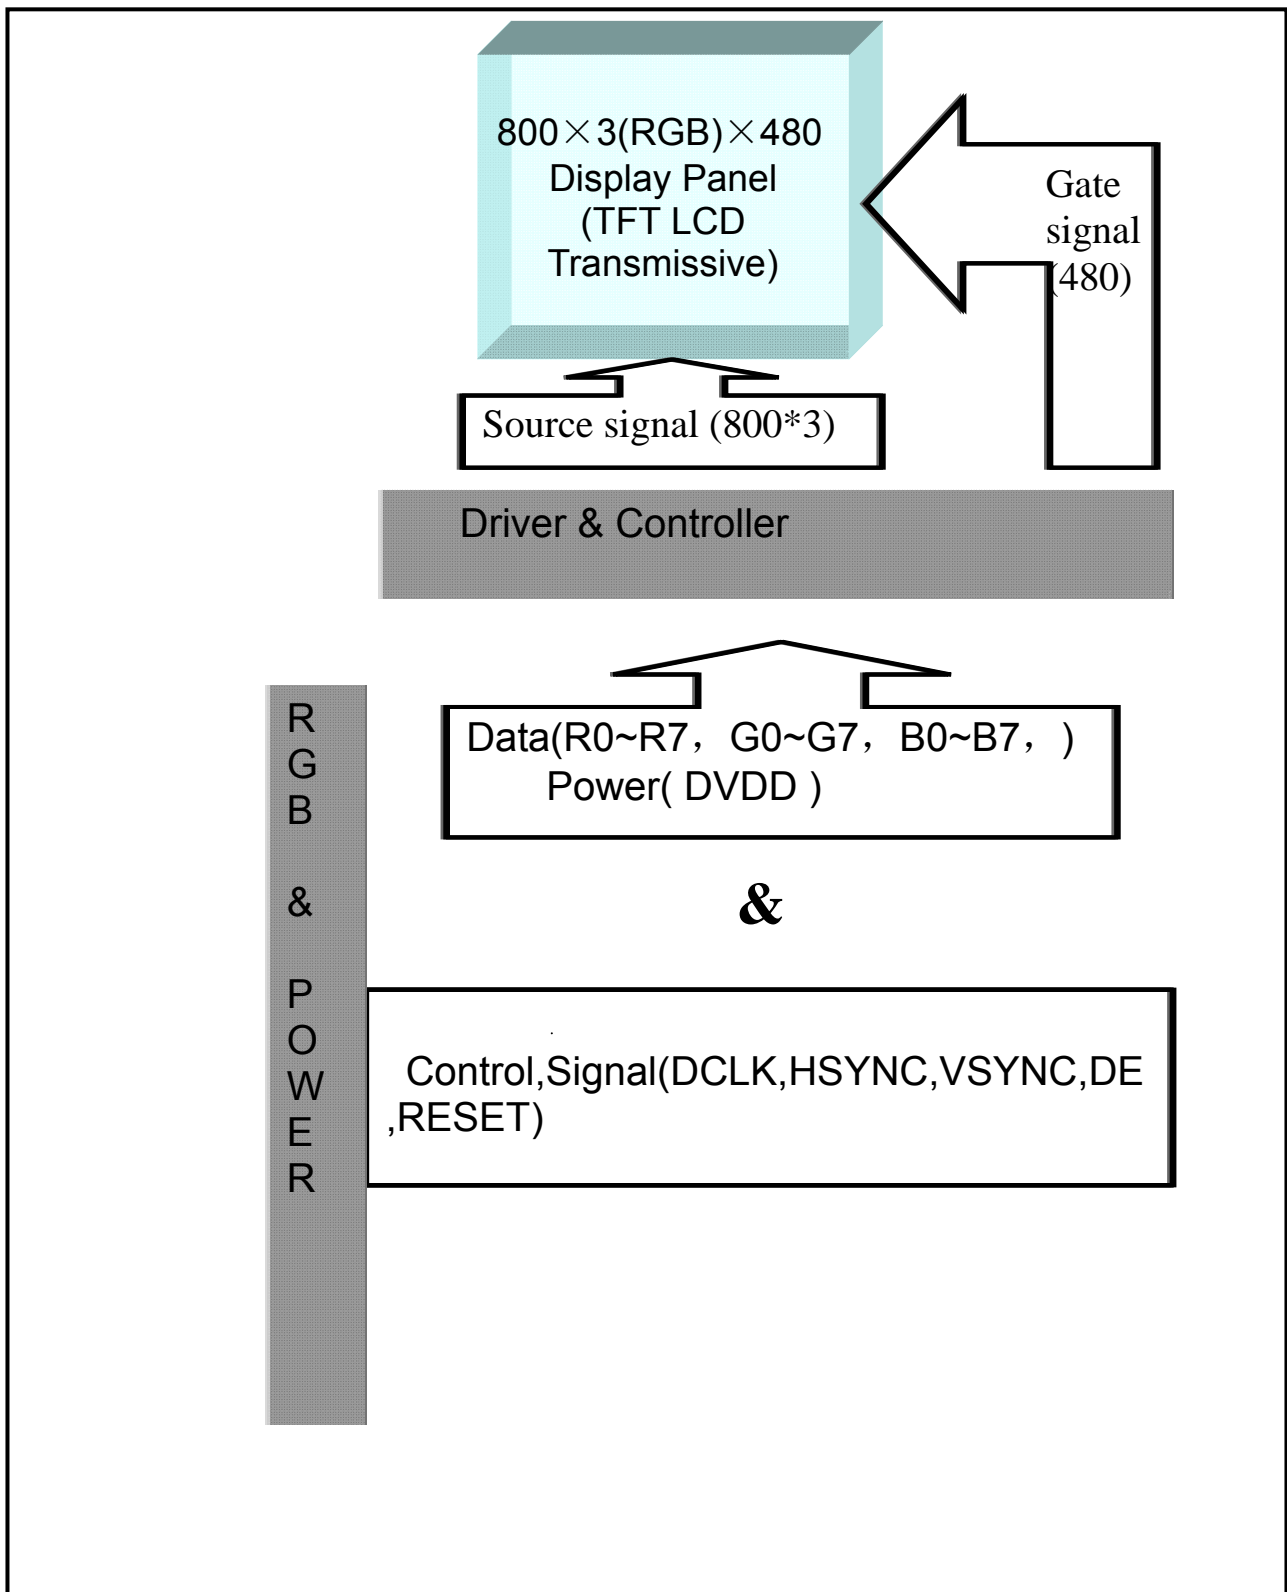 800×3(RGB)×480
Display Panel
(TFT LCD
Transmissive)
Gate
signal
(480)
Source signal (800*3)
Driver & Controller
Data(R0~R7，G0~G7，B0~B7，)
Power( DVDD )
&
R
G
B
&
P
O
W
E
R
Control,Signal(DCLK,HSYNC,VSYNC,DE
,RESET)